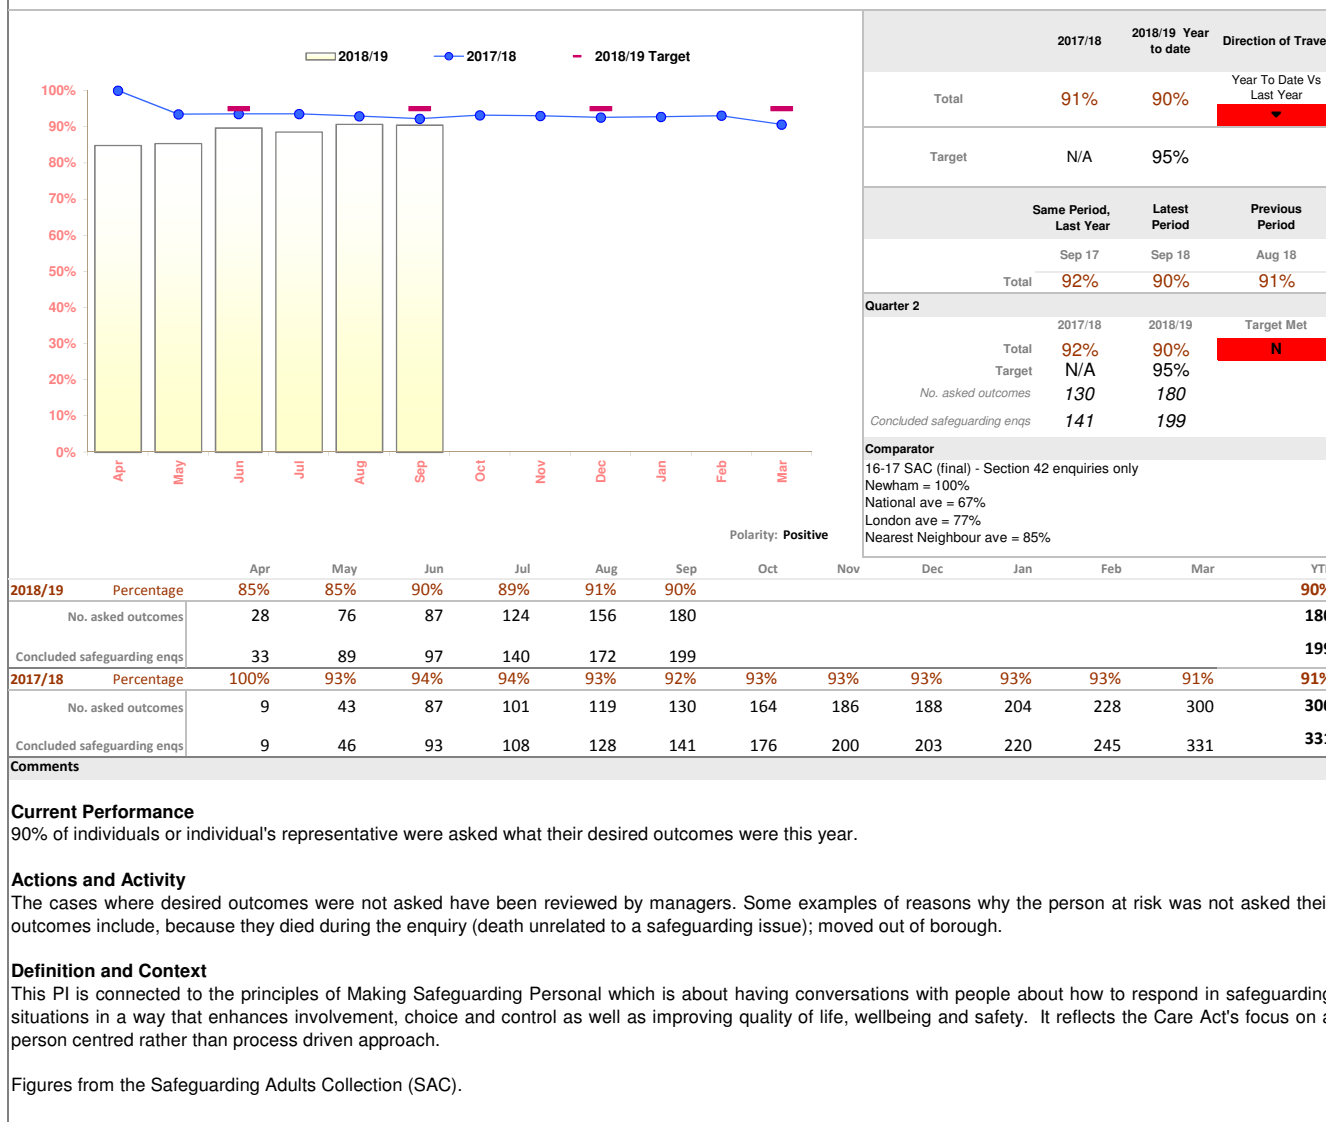 2018/19 2017/18 2018/19 Target
100%
90%
80%
70%
60%
50%
40%
30%
20%
10%
0%
Apr May Jun Jul Aug Sep Oct Nov Dec Jan Feb Mar
Polarity: Positive
2017/18 2018/19 Year to date Direction of Trave
Total 91% 90% Year To Date Vs Last Year
▼
Target N/A 95%
Same Period, Last Year Latest Period Previous Period
Sep 17 Sep 18 Aug 18
Total 92% 90% 91%
Quarter 2
2017/18 2018/19 Target Met
Total 92% 90% N
Target N/A 95%
No. asked outcomes 130 180
Concluded safeguarding enqs 141 199
Comparator
16-17 SAC (final) - Section 42 enquiries only
Newham = 100%
National ave = 67%
London ave = 77%
Nearest Neighbour ave = 85%
Apr May Jun Jul Aug Sep Oct Nov Dec Jan Feb Mar YT
2018/19 Percentage 85% 85% 90% 89% 91% 90% 90%
No. asked outcomes 28 76 87 124 156 180 180
Concluded safeguarding enqs 33 89 97 140 172 199 199
2017/18 Percentage 100% 93% 94% 94% 93% 92% 93% 93% 93% 93% 93% 91% 91%
No. asked outcomes 9 43 87 101 119 130 164 186 188 204 228 300 300
Concluded safeguarding enqs 9 46 93 108 128 141 176 200 203 220 245 331 331
Comments
Current Performance
90% of individuals or individual's representative were asked what their desired outcomes were this year.
Actions and Activity
The cases where desired outcomes were not asked have been reviewed by managers. Some examples of reasons why the person at risk was not asked thei
outcomes include, because they died during the enquiry (death unrelated to a safeguarding issue); moved out of borough.
Definition and Context
This PI is connected to the principles of Making Safeguarding Personal which is about having conversations with people about how to respond in safeguarding
situations in a way that enhances involvement, choice and control as well as improving quality of life, wellbeing and safety. It reflects the Care Act's focus on a
person centred rather than process driven approach.
Figures from the Safeguarding Adults Collection (SAC).